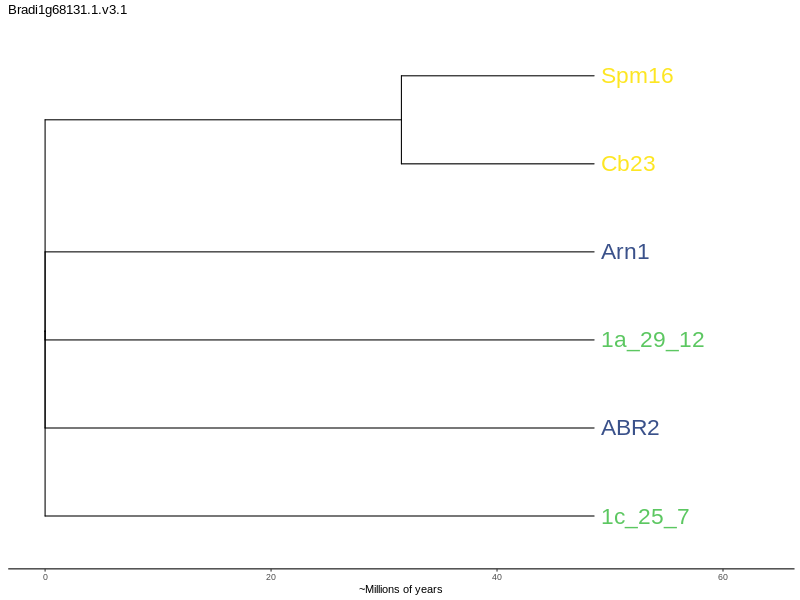 Bradi1g68131.1.v3.1
Spm16
Cb23
Arn1
1a_29_12
ABR2
1c_25_7
0 20 40 60
~Millions of years